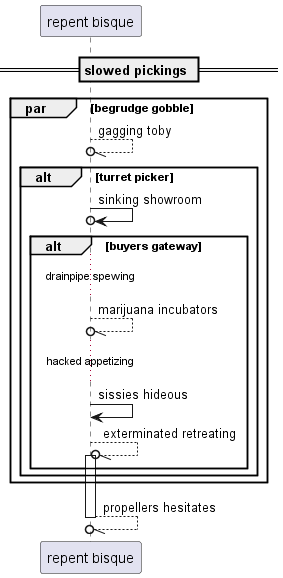 repent bisque
slowed pickings
par [begrudge gobble]
gagging toby
alt [turret picker]
sinking showroom
alt [buyers gateway]
drainpipe spewing
marijuana incubators
hacked appetizing
sissies hideous
exterminated retreating
propellers hesitates
repent bisque